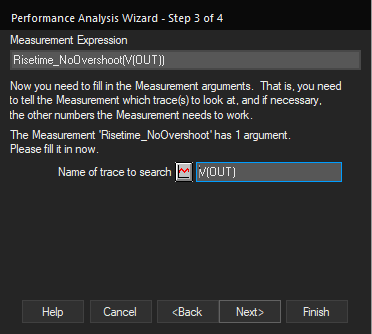 Performance Analysis Wizard - Step 3 of 4
Measurement Expression
Risetime_NoOvershoot(V(OUT))
Now you need to fill in the Measurement arguments. That is, you need
to tell the Measurement which trace(s) to look at, and if necessary,
the other numbers the Measurement needs to work.
The Measurement 'Risetime_NoOvershoot' has 1 argument.
Please fill it in now.
Name of trace to search V(OUT)
Help Cancel <Back Next> Finish